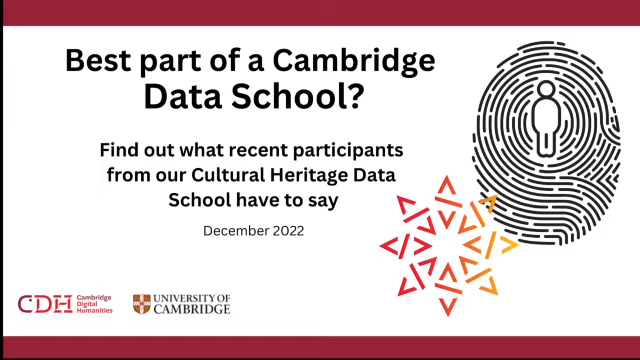 Best part of a Cambridge
Data School?
Find out what recent participants
from our Cultural Heritage Data
School have to say
December 2022
CDH
Cambridge
Digital
Humanities
UNIVERSITY OF
CAMBRIDGE